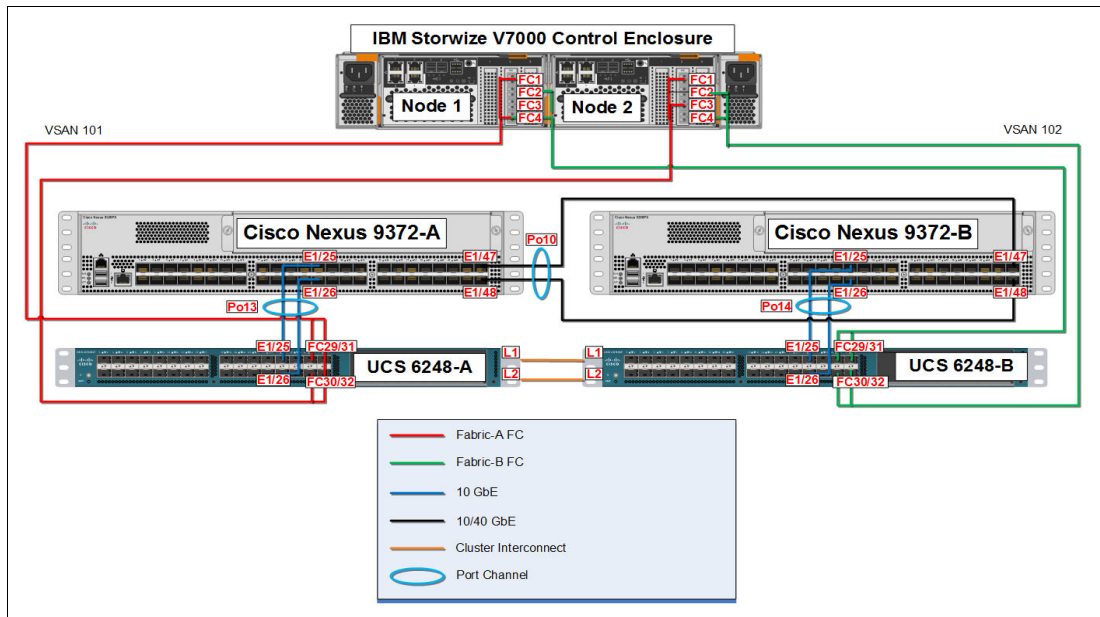 IBM Storwize V7000 Control Enclosure
Node 1
FC1
FC2
FC3
FC4
Node 2
FC1
FC2
FC3
FC4
VSAN 101
VSAN 102
Cisco Nexus 9372-A
E1/25
E1/47
E1/26
E1/48
Po10
Po13
Cisco Nexus 9372-B
E1/25
E1/47
E1/26
E1/48
Po14
E1/25
FC29/31
E1/26
FC30/32
UCS 6248-A
L1
L2
L1
L2
E1/25
FC29/31
E1/26
FC30/32
UCS 6248-B
Fabric-A FC
Fabric-B FC
10 GbE
10/40 GbE
Cluster Interconnect
Port Channel